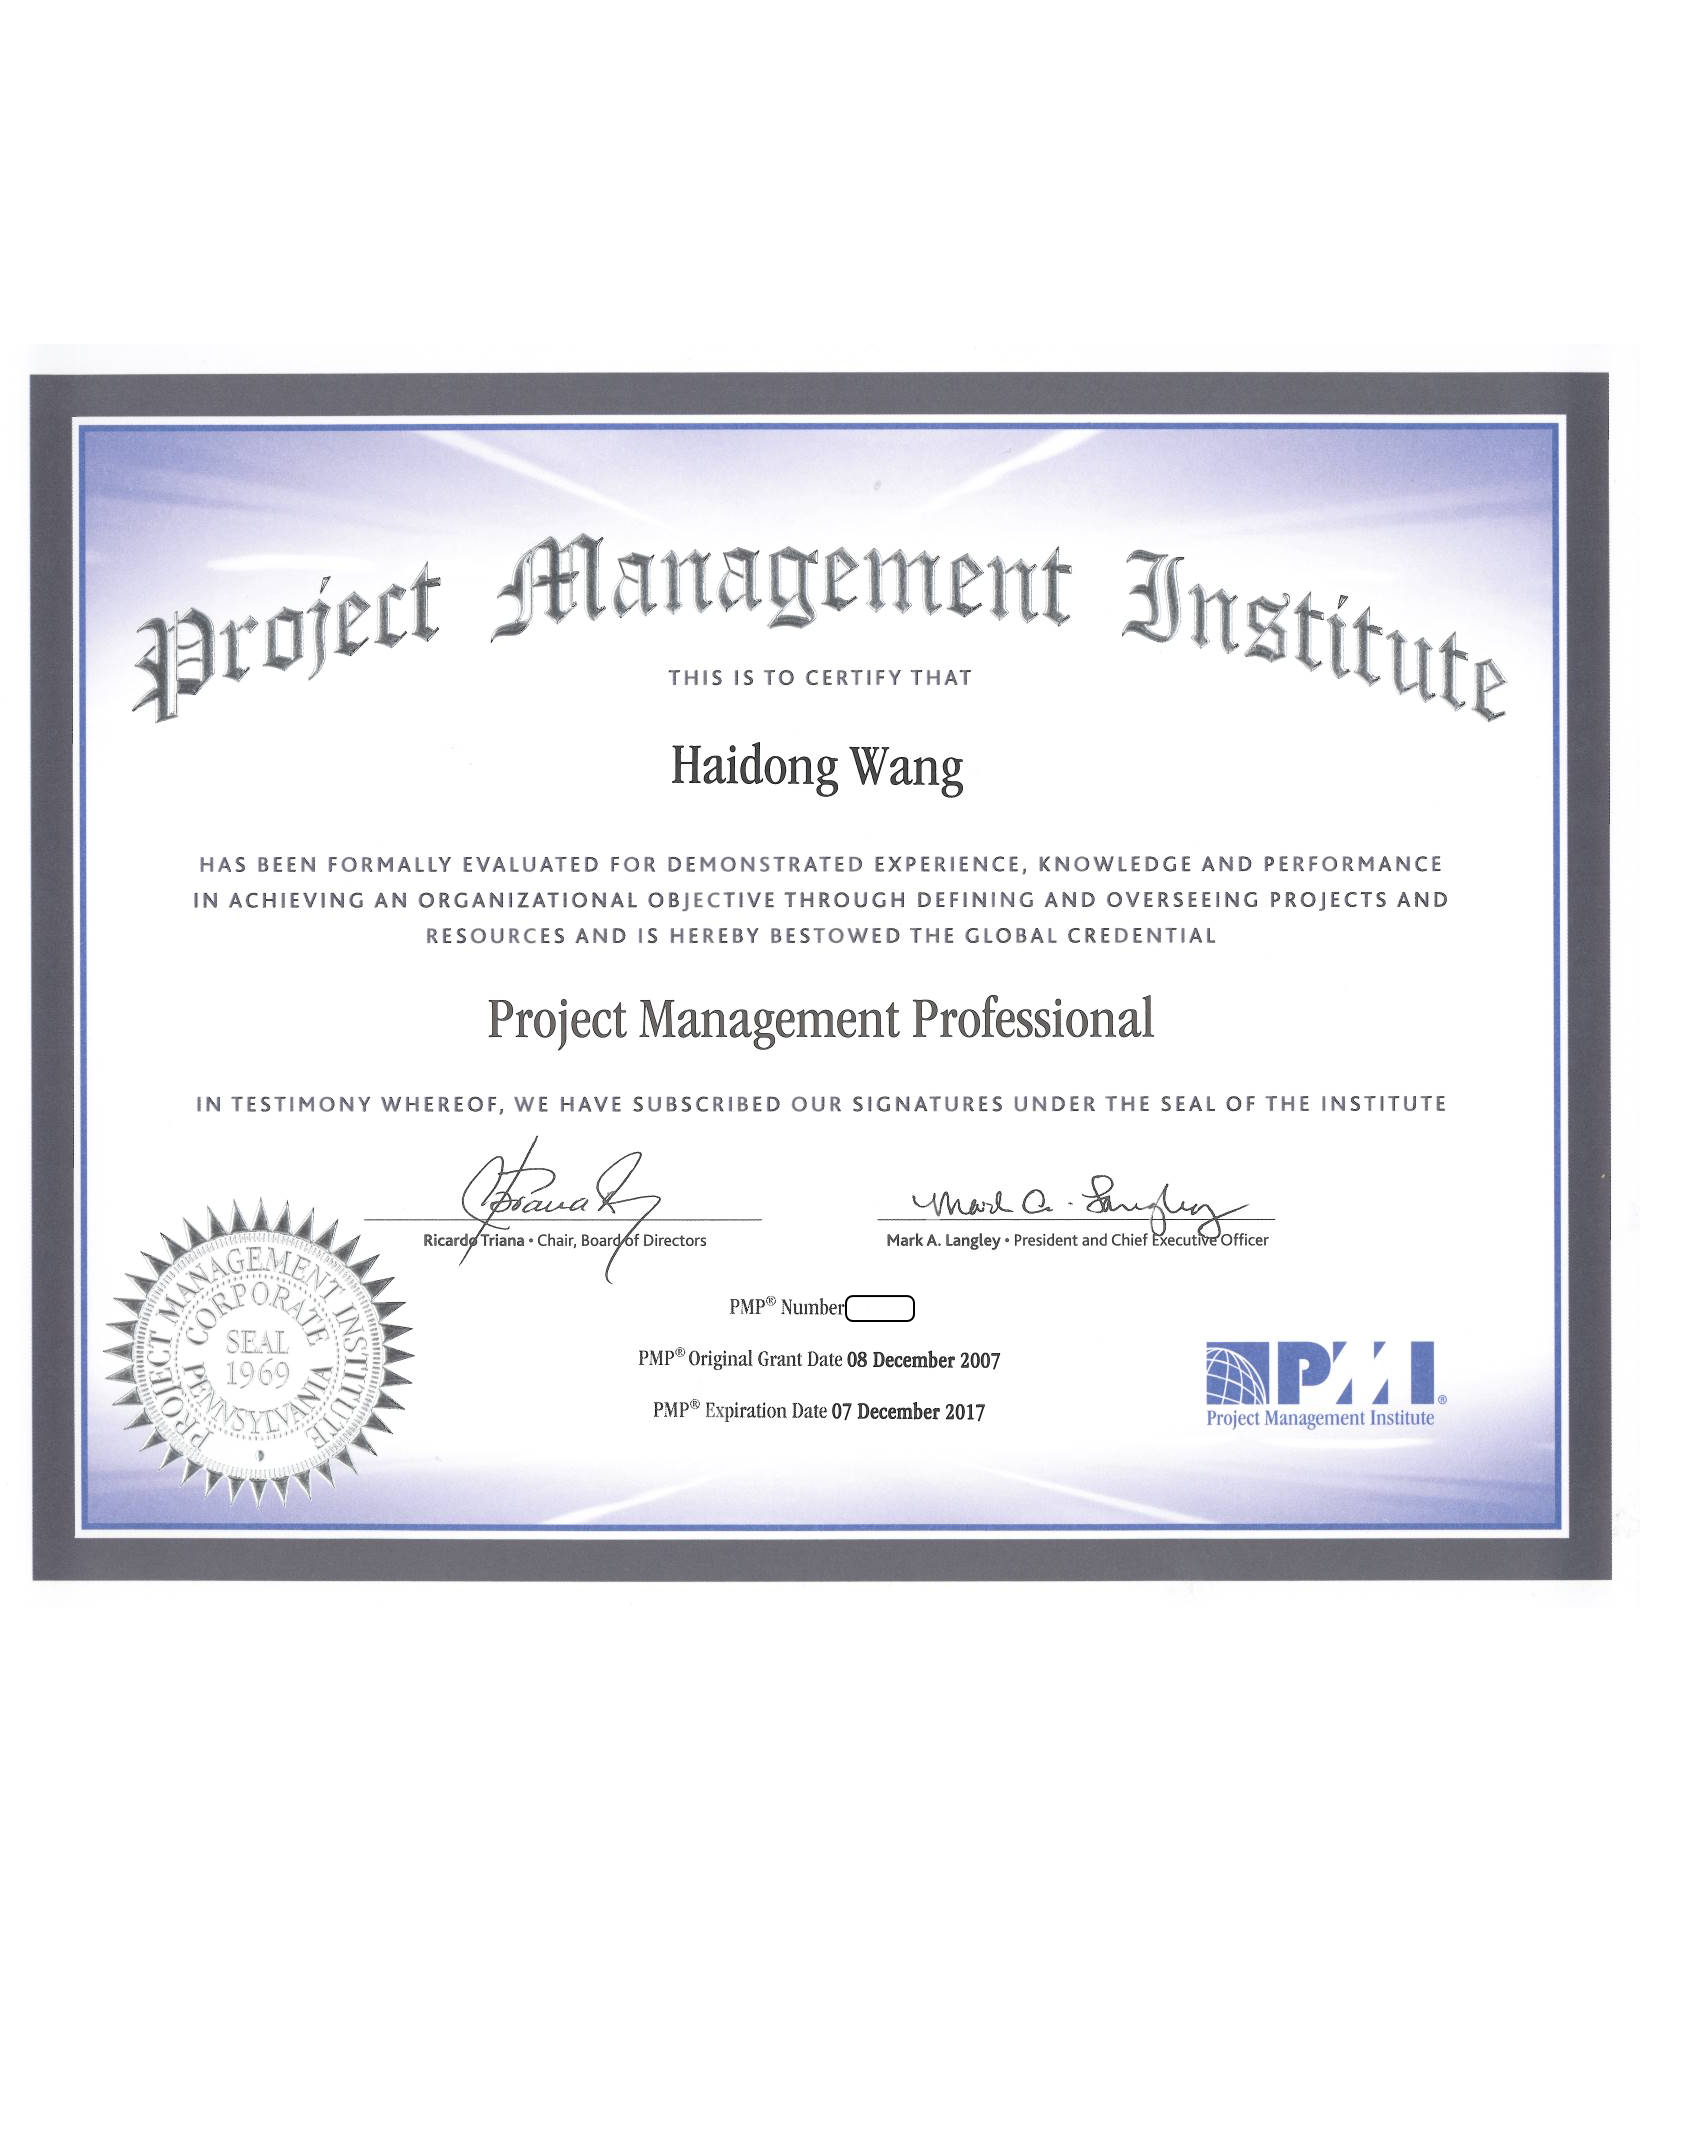 Project Management Institute
THIS IS TO CERTIFY THAT
Haidong Wang
HAS BEEN FORMALLY EVALUATED FOR DEMONSTRATED EXPERIENCE, KNOWLEDGE AND PERFORMANCE
IN ACHIEVING AN ORGANIZATIONAL OBJECTIVE THROUGH DEFINING AND OVERSEEING PROJECTS AND
RESOURCES AND IS HEREBY BESTOWED THE GLOBAL CREDENTIAL
Project Management Professional
IN TESTIMONY WHEREOF, WE HAVE SUBSCRIBED OUR SIGNATURES UNDER THE SEAL OF THE INSTITUTE
Mark A. Langley
Ricardo Triana • Chair, Board of Directors
Mark A. Langley • President and Chief Executive Officer
PROJECT MANAGEMENT INSTITUTE
CORPORATE
SEAL
1969
PENNSYLVANIA
PMP® Number
PMP® Original Grant Date 08 December 2007
PMP® Expiration Date 07 December 2017
PMI®
Project Management Institute